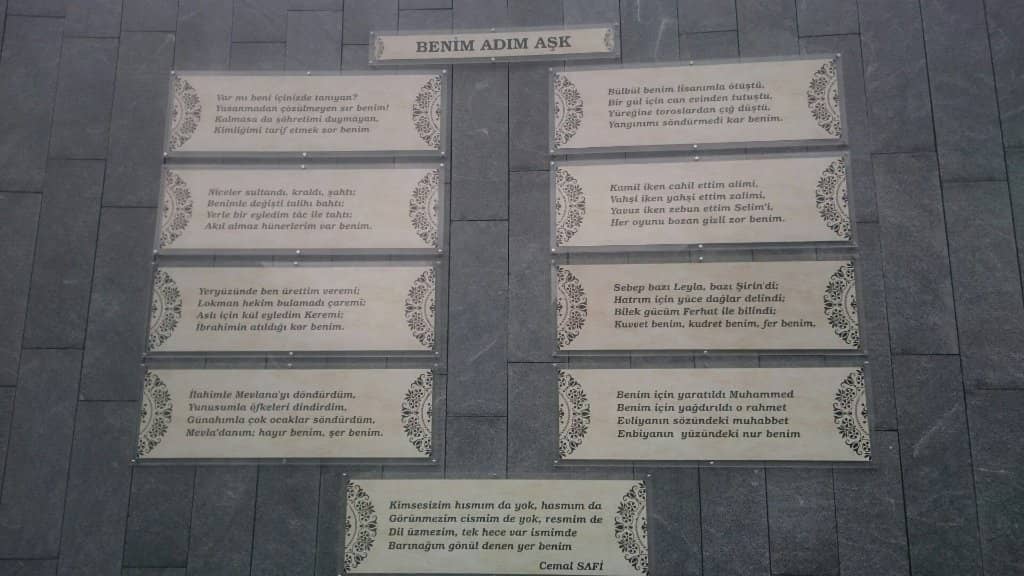 BENİM ADIM AŞK
Var mı beni içinizde tanıyan?
Yaşanmadan çözülmeyen sır benim!
Kalmasa da şöhretimi duymayan,
Kimliğimi tarif etmek zor benim
Niceler sultandı, kraldı, şahtı;
Benimle değişti talihı bahtı;
Yerle bir eyledim tâc ile tahtı;
Akıl almaz hünerlerim var benim.
Yeryüzünde ben ürettim veremi;
Lokman hekim bulamadı çaremi;
Aslı için kül eyledim Keremi;
İbrahimin atıldığı kor benim.
İlahimle Mevlana'yı döndürdüm,
Yunusumla öfkeleri dindirdim,
Günahımla çok ocaklar söndürdüm,
Mevla'danım; hayır benim, şer benim.
Bülbül benim lisanımla ötüştü,
Bir gül için can evinden tutuştu,
Yüreğine toroslardan çığ düştü,
Yangınımı söndürmedi kar benim.
Kamil iken cahil ettim alimi,
Vahşi iken yahşi ettim zalimi,
Yavuz iken zebun ettim Selim'i,
Her oyunu bozan gizli zor benim.
Sebep bazı Leyla, bazı Şirin'di;
Hatrım için yüce dağlar delindi;
Bilek gücüm Ferhat ile bilindi;
Kuvvet benim, kudret benim, fer benim.
Benim için yaratıldı Muhammed
Benim için yağdırıldı o rahmet
Evliyanın sözündeki muhabbet
Enbiyanın yüzündeki nur benim
Kimsesizim hısmım da yok, hasmım da
Görünmezim cismim de yok, resmim de
Dil üzmezim, tek hece var ismimde
Barınağım gönül denen yer benim
Cemal SAFİ